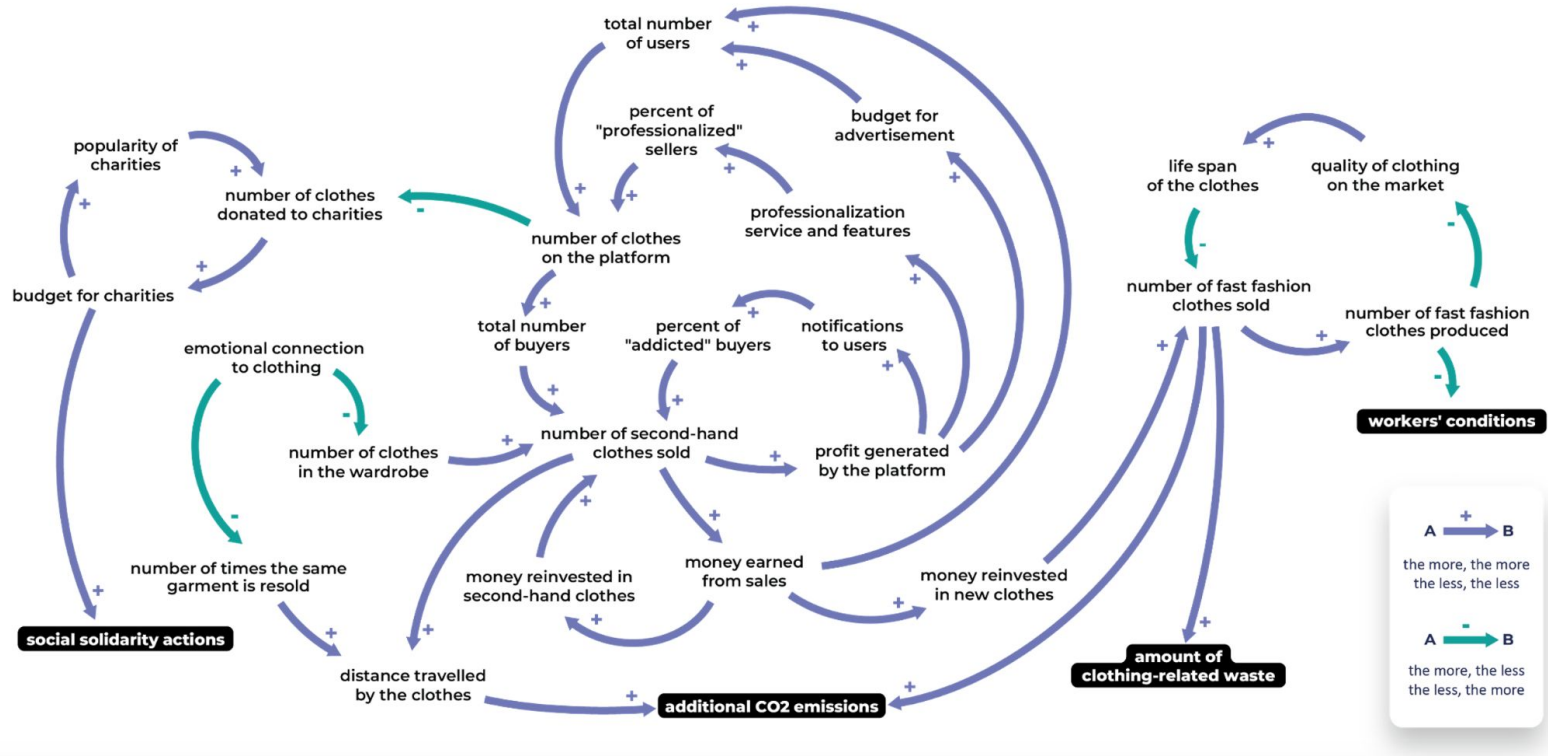 total number
of users
percent of
"professionalized"
sellers
budget for
advertisement
popularity of
charities
number of clothes
donated to charities
life span
of the clothes
quality of clothing
on the market
professionalization
service and features
number of clothes
on the platform
budget for charities
number of fast fashion
clothes sold
number of fast fashion
clothes produced
total number
of buyers
percent of
"addicted" buyers
notifications
to users
emotional connection
to clothing
workers' conditions
number of clothes
in the wardrobe
number of second-hand
clothes sold
profit generated
by the platform
number of times the same
garment is resold
money reinvested in
second-hand clothes
money earned
from sales
money reinvested
in new clothes
social solidarity actions
distance travelled
by the clothes
additional CO2 emissions
amount of
clothing-related waste
+
A B
the more, the more
the less, the less
-
A B
the more, the less
the less, the more